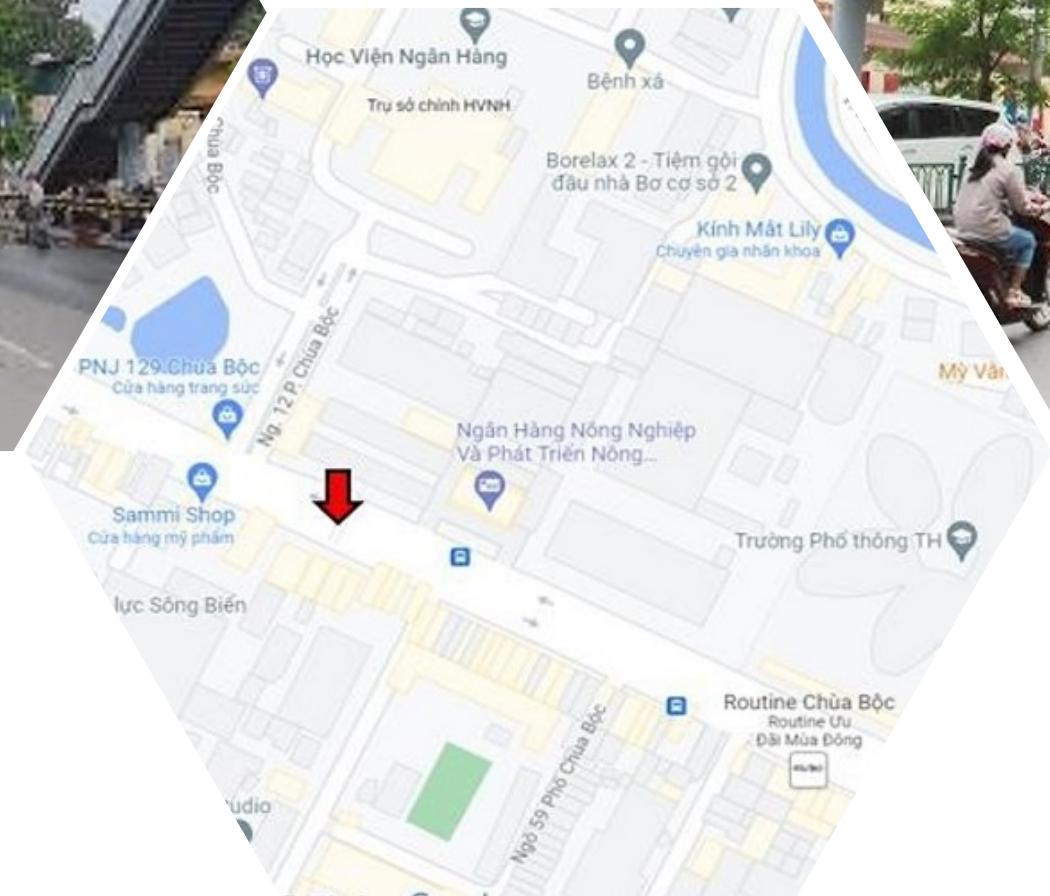 Học Viện Ngân Hàng
Bệnh xá
Trụ sở chính HVNH
Chùa Bộc
Borelax 2 - Tiệm gội
đầu nhà Bơ cơ sở 2
Kính Mắt Lily
Chuyên gia nhãn khoa
PNJ 129 Chùa Bộc
Cửa hàng trang sức
Ng. 12 P. Chùa Bộc
Mỳ Vằn
Ngân Hàng Nông Nghiệp
Và Phát Triển Nông...
Sammi Shop
Cửa hàng mỹ phẩm
Trường Phổ thông TH
lực Sông Biển
Routine Chùa Bộc
Routine Ưu
Đãi Mùa Đông
Ngõ 59 Phố Chùa Bộc
tudio